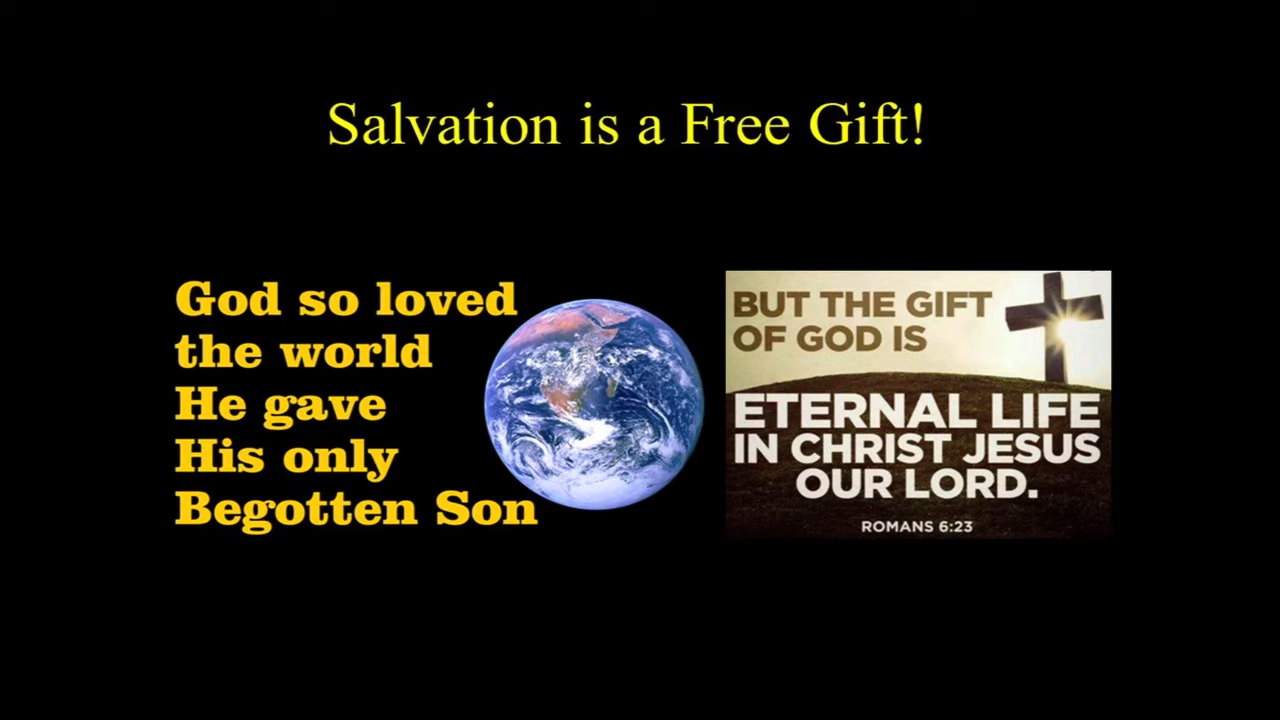 Salvation is a Free Gift!
God so loved
the world
He gave
His only
Begotten Son
BUT THE GIFT
OF GOD IS
ETERNAL LIFE
IN CHRIST JESUS
OUR LORD.
ROMANS 6:23